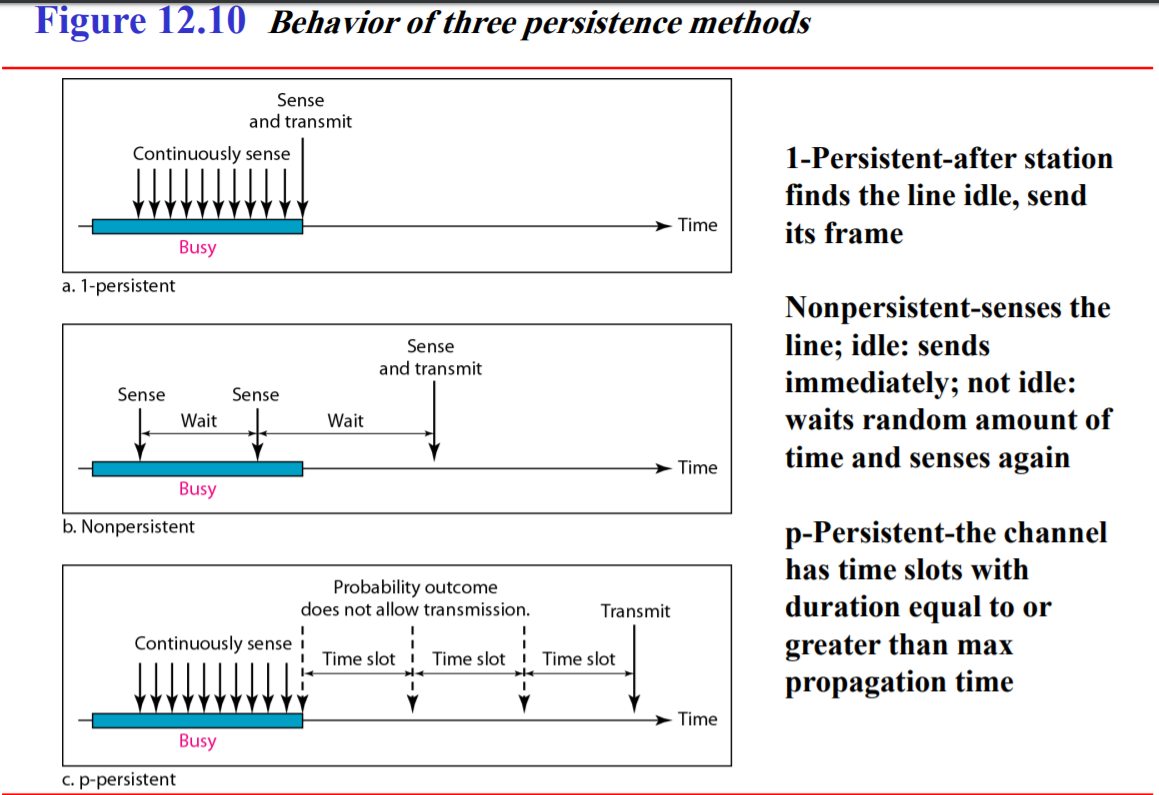 Figure 12.10 Behavior of three persistence methods
Sense
and transmit
Continuously sense
Time
Busy
a. 1-persistent
1-Persistent-after station
finds the line idle, send
its frame
Sense
and transmit
Sense
Sense
Wait
Wait
Time
Busy
b. Nonpersistent
Nonpersistent-senses the
line; idle: sends
immediately; not idle:
waits random amount of
time and senses again
Probability outcome
does not allow transmission.
Transmit
Continuously sense
Time slot
Time slot
Time slot
Time
Busy
c. p-persistent
p-Persistent-the channel
has time slots with
duration equal to or
greater than max
propagation time